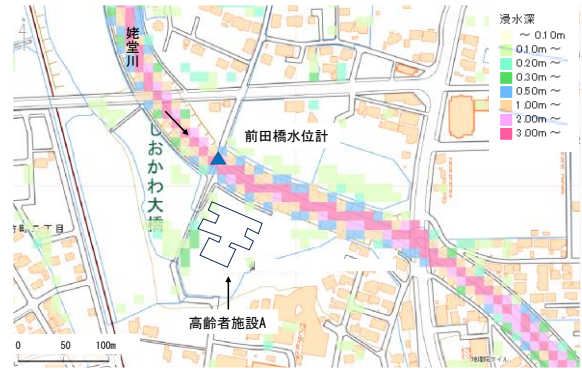 姥堂川
しおかわ大橋
前田橋水位計
高齢者施設A
丁目
0 50 100m
地理院タイル
浸水深
～ 0.10m
0.10m ～
0.20m ～
0.30m ～
0.50m ～
1.00m ～
2.00m ～
3.00m ～